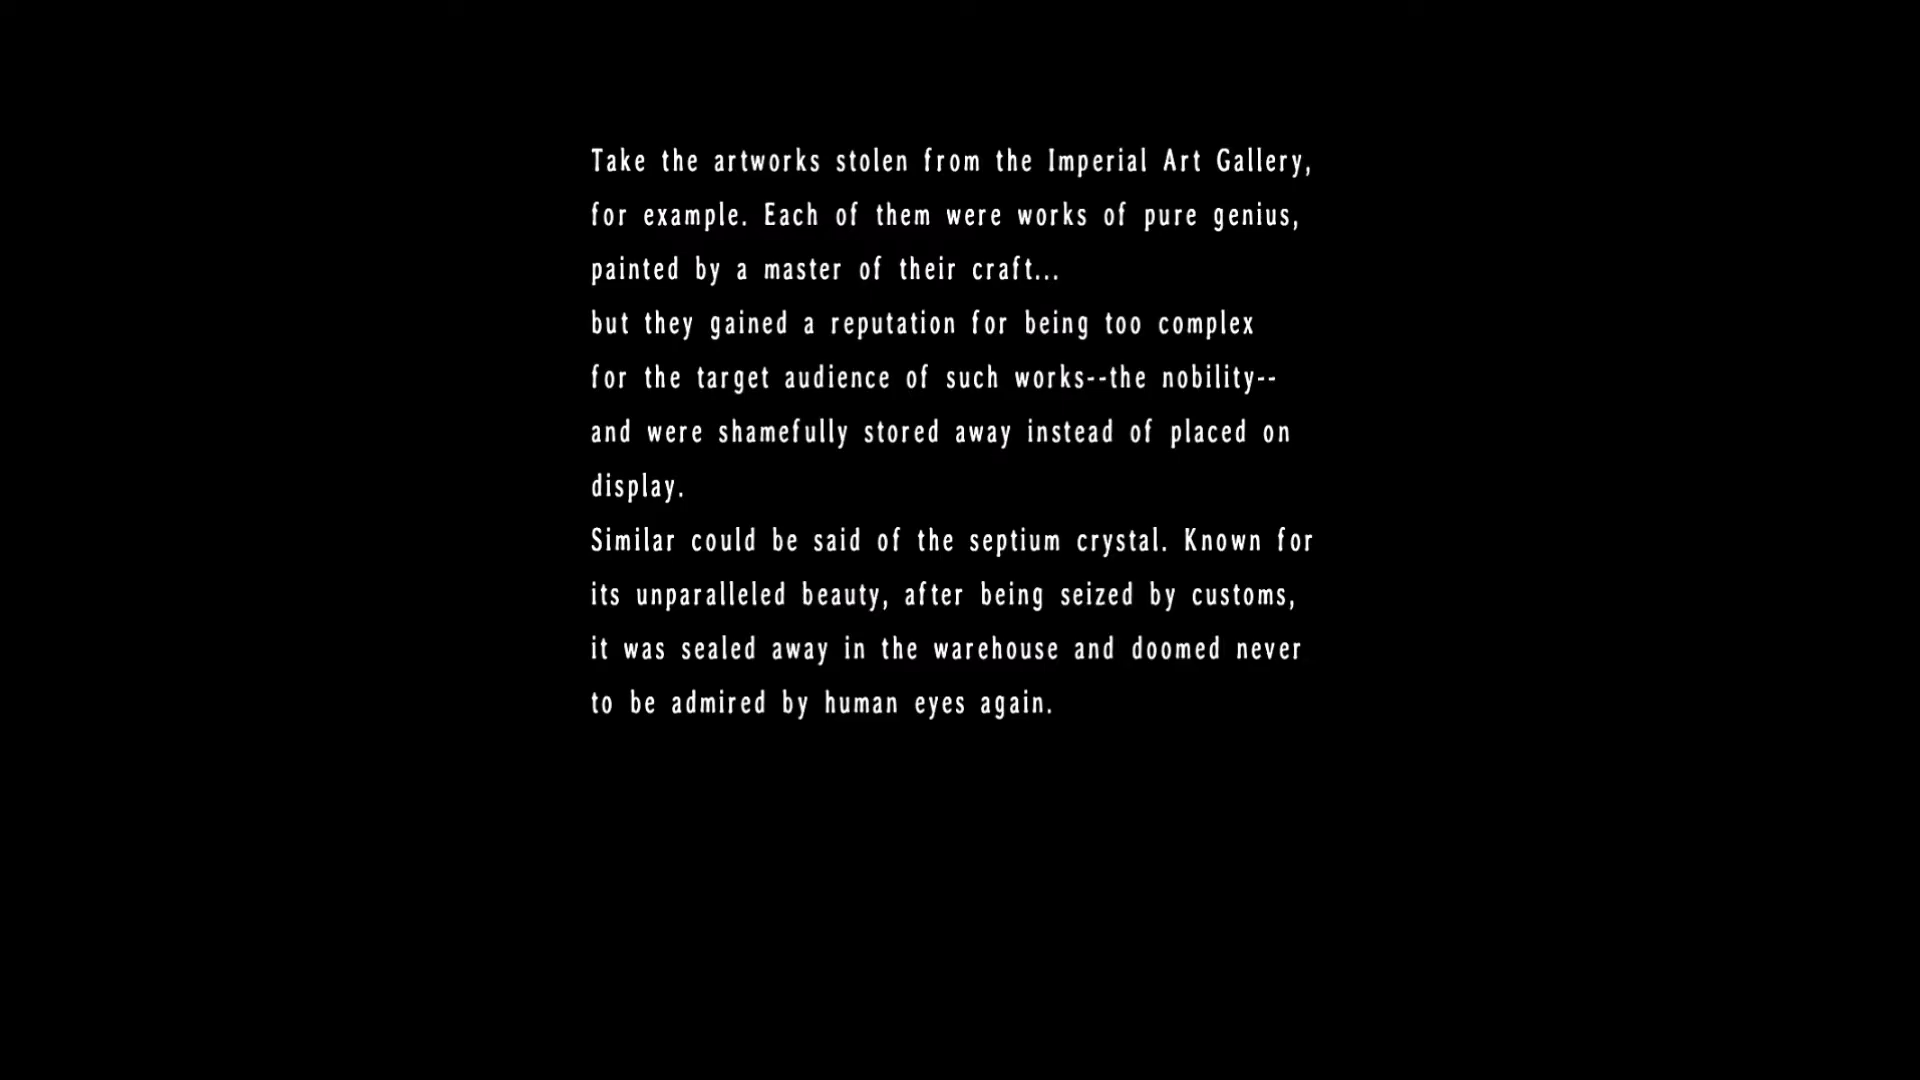 Take the artworks stolen from the Imperial Art Gallery,
for example. Each of them were works of pure genius,
painted by a master of their craft...
but they gained a reputation for being too complex
for the target audience of such works--the nobility--
and were shamefully stored away instead of placed on
display.
Similar could be said of the septium crystal. Known for
its unparalleled beauty, after being seized by customs,
it was sealed away in the warehouse and doomed never
to be admired by human eyes again.